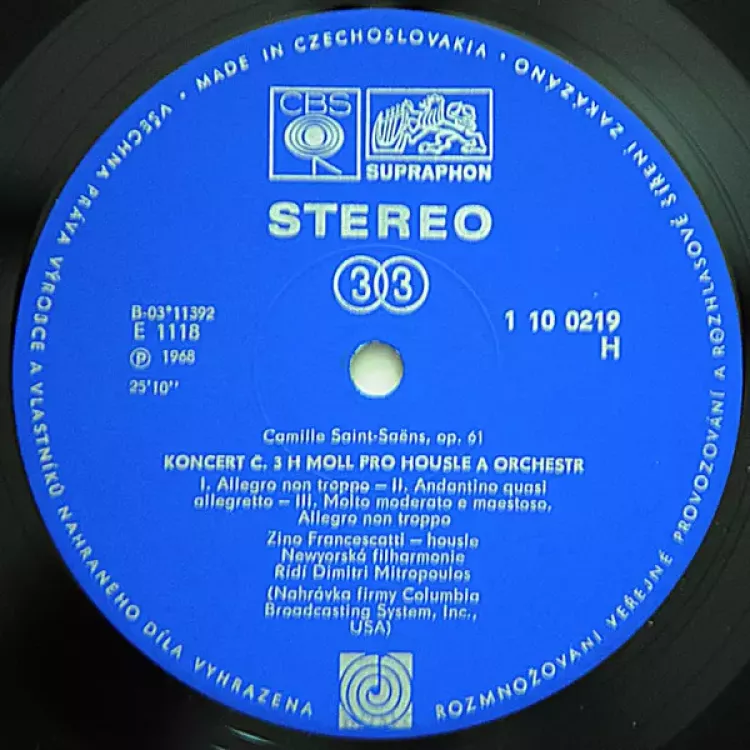 • MADE IN CZECHOSLOVAKIA •
CBS
SUPRAPHON
STEREO
33
B-03*11392
E 1118
Ⓟ 1968
25'10"
1 10 0219
H
Camille Saint-Saëns, op. 61
KONCERT Č. 3 H MOLL PRO HOUSLE A ORCHESTR
I. Allegro non troppo — II. Andantino quasi
allegretto — III. Molto moderato e maestoso,
Allegro non troppo
Zino Francescatti — housle
Newyorská filharmonie
Řídí Dimitri Mitropoulos
(Nahrávka firmy Columbia
Broadcasting System, Inc.,
USA)
VŠECHNA PRÁVA VÝROBCE A VLASTNÍKŮ NAHRANÉHO DÍLA VYHRAZENA
ROZMNOŽOVÁNÍ VEŘEJNÉ PROVOZOVÁNÍ A ROZHLASOVÉ ŠÍŘENÍ ZAKÁZÁNO